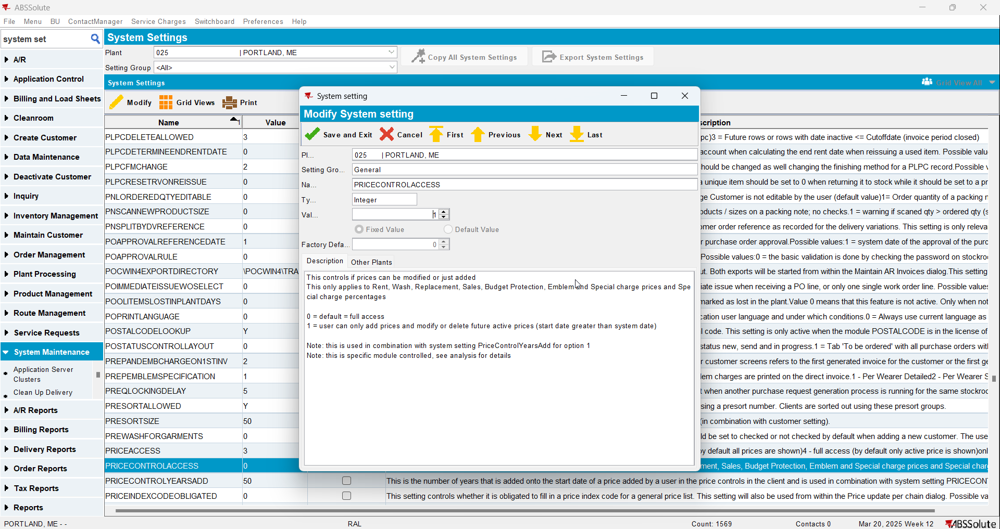 ABSSolute
File Menu BU ContactManager Service Charges Switchboard Preferences Help
system set
System Settings
Plant 025 | PORTLAND, ME
Setting Group <All>
Copy All System Settings Export System Settings
System Settings Grid View All
Modify Grid Views Print
A/R
Application Control
Billing and Load Sheets
Cleanroom
Create Customer
Data Maintenance
Deactivate Customer
Inquiry
Inventory Management
Maintain Customer
Order Management
Plant Processing
Product Management
Route Management
Service Requests
System Maintenance
Application Server
Clusters
Clean Up Delivery
A/R Reports
Billing Reports
Delivery Reports
Order Reports
Tax Reports
Reports
Name 1 Value scription
PLPCDELETEALLOWED 3 pc)3 = Future rows or rows with date inactive <= Cutoffdate (invoice period closed)
PLPCDETERMINEENDRENTDATE 0 account when calculating the end rent date when reissuing a used item. Possible valu
PLPCFMCHANGE 2 hould be changed as well changing the finishing method for a PLPC record.Possible v
PLPCRESETRVONREISSUE 0 a unique item should be set to 0 when returning it to stock while it should be set to a pr
PNLORDEREDQTYEDITABLE 0 ge Customer is not editable by the user (default value)1= Order quantity of a packing n
PNSCANNEWPRODUCTSIZE 0 oducts / sizes on a packing note; no checks.1 = warning if scaned qty > ordered qty (s
PNSPLITBYDVREFERENCE 0 omer order reference as recorded for the delivery variations. This setting is only releva
POAPPROVALREFERENCEDATE 1 r purchase order approval.Possible values:1 = system date of the approval of the purc
POAPPROVALRULE 0 Possible values:0 = the basic validation is done by checking the password on stockro
POCWIN4EXPORTDIRECTORY \POCWIN4\TRA ut. Both exports will be started from within the Maintain AR Invoices dialog.This setting
POIMMEDIATEISSUEWOSELECT 0 iate issue when receiving a PO line, or only one single work order line. Possible values
POOLITEMSLOSTINPLANTDAYS 0 marked as lost in the plant.Value 0 means that this feature is not active. Only when not
POPRINTLANGUAGE 0 cation user language and under which conditions.0 = Always use current language as
POSTALCODELOOKUP Y l code. This setting is only active when the module POSTALCODE is in the license of
POSTATUSCONTROLLAYOUT 0 status new, send and in progress.1 = Tab 'To be ordered' with all purchase orders wit
PREPANDEMBCHARGEON1STINV 2 r customer screens refers to the first generated invoice for the customer or the first ge
PREPEMBLEMSPECIFICATION 1 lem charges are printed on the direct invoice.1 - Per Wearer Detailed2 - Per Wearer S
PREQLOCKINGDELAY 5 t when another purchase request generation process is running for the same stockroo
PRESORTALLOWED Y sing a presort number. Clients are sorted out using these presort groups.
PRESORTSIZE 50 (in combination with customer setting).
PREWASHFORGARMENTS 0 ld be set to checked or not checked by default when adding a new customer. The use
PRICEACCESS 3 by default all prices are shown)4 - full access (by default only active price is shown)onl
PRICECONTROLACCESS 0 ment, Sales, Budget Protection, Emblem and Special charge prices and Special char
PRICECONTROLYEARSADD 50 This is the number of years that is added onto the start date of a price added by a user in the price controls in the client and is used in combination with system setting PRICECON
PRICEINDEXCODEOBLIGATED 0 This setting controls whether it is obligated to fill in a price index code for a general price list. This setting will also be used from within the Price update per chain dialog. Possible va
System setting
Modify System setting
Save and Exit Cancel First Previous Next Last
Pl... 025 | PORTLAND, ME
Setting Gro... General
Na... PRICECONTROLACCESS
Ty... Integer
Val... 1
Fixed Value Default Value
Factory Defa... 0
Description Other Plants
This controls if prices can be modified or just added
This only applies to Rent, Wash, Replacement, Sales, Budget Protection, Emblem and Special charge prices and Spe
cial charge percentages
0 = default = full access
1 = user can only add prices and modify or delete future active prices (start date greater than system date)
Note: this is used in combination with system setting PriceControlYearsAdd for option 1
Note: this is specific module controlled, see analysis for details
PORTLAND, ME - - RAL Count: 1569 Contacts 0 Mar 20, 2025 Week 12 ABSSolute